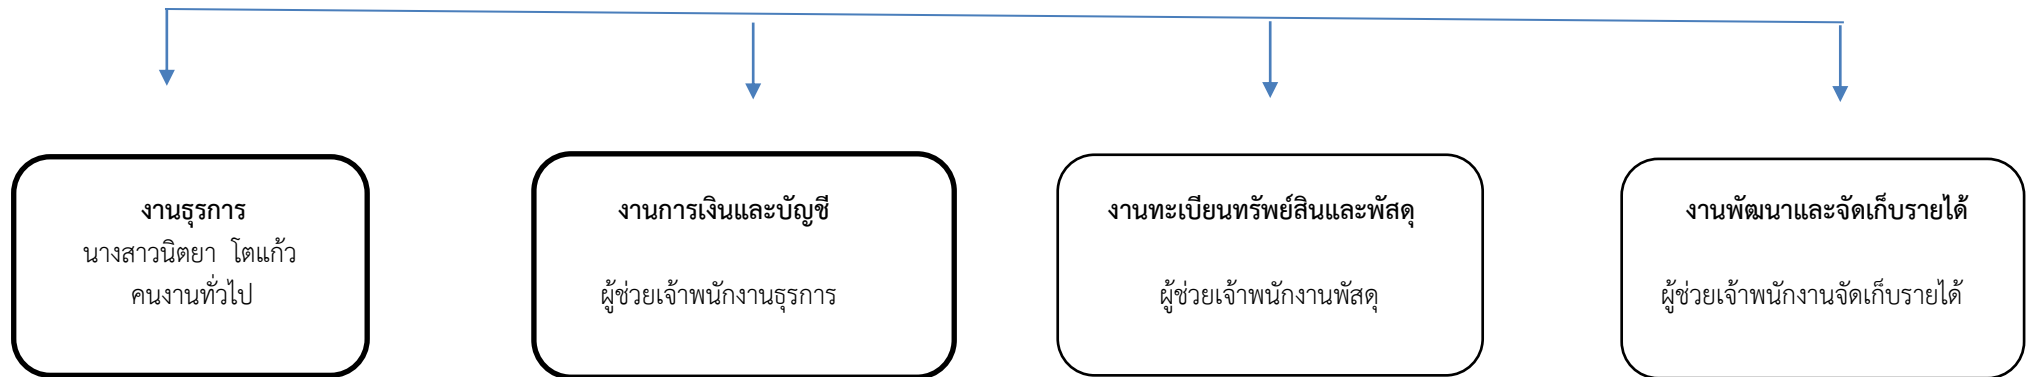 งานธุรการ
นางสาวนิตยา โตแก้ว
คนงานทั่วไป
งานการเงินและบัญชี
ผู้ช่วยเจ้าพนักงานธุรการ
งานทะเบียนทรัพย์สินและพัสดุ
ผู้ช่วยเจ้าพนักงานพัสดุ
งานพัฒนาและจัดเก็บรายได้
ผู้ช่วยเจ้าพนักงานจัดเก็บรายได้